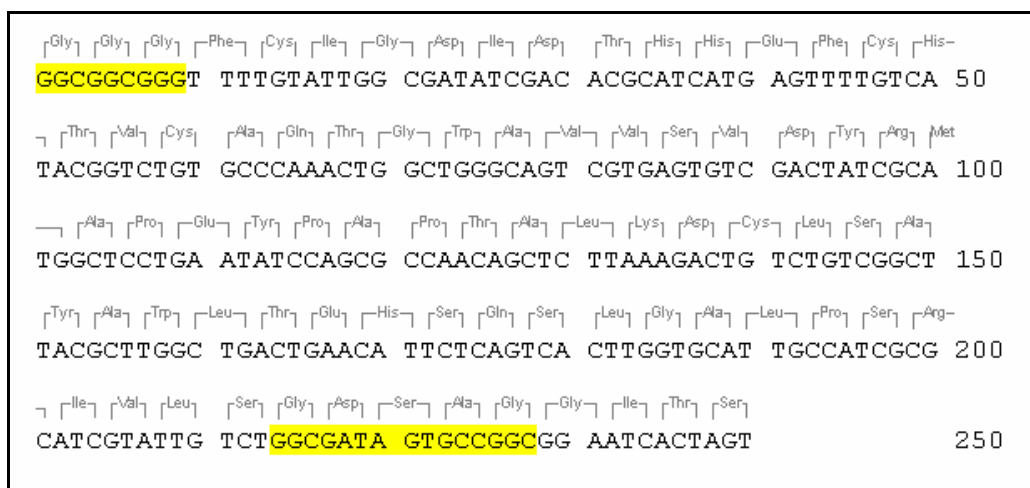 Gly Gly Gly Phe Cys Ile Gly Asp Ile Asp Thr His His Glu Phe Cys His
GGCGGCGGGT TTTGTATTGG CGATATCGAC ACGCATCATG AGTTTTGTCA 50
Thr Val Cys Ala Gln Thr Gly Trp Ala Val Val Ser Val Asp Tyr Arg Met
TACGGTCTGT GCCCAAACTG GCTGGGCAGT CGTGAGTGTC GACTATCGCA 100
Ala Pro Glu Tyr Pro Ala Pro Thr Ala Leu Lys Asp Cys Leu Ser Ala
TGGCTCCTGA ATATCCAGCG CCAACAGCTC TTAAAGACTG TCTGTCGGCT 150
Tyr Ala Trp Leu Thr Glu His Ser Gln Ser Leu Gly Ala Leu Pro Ser Arg
TACGCTTGGC TGACTGAACA TTCTCAGTCA CTTGGTGCAT TGCCATCGCG 200
Ile Val Leu Ser Gly Asp Ser Ala Gly Gly Ile Thr Ser
CATCGTATTG TCTGGCGATA GTGCCGGCGG AATCACTAGT 250